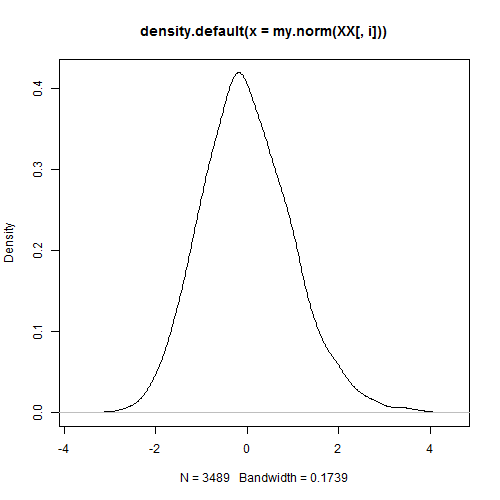 density.default(x = my.norm(XX[, i]))
Density
0.4
0.3
0.2
0.1
0.0
-4 -2 0 2 4
N = 3489 Bandwidth = 0.1739